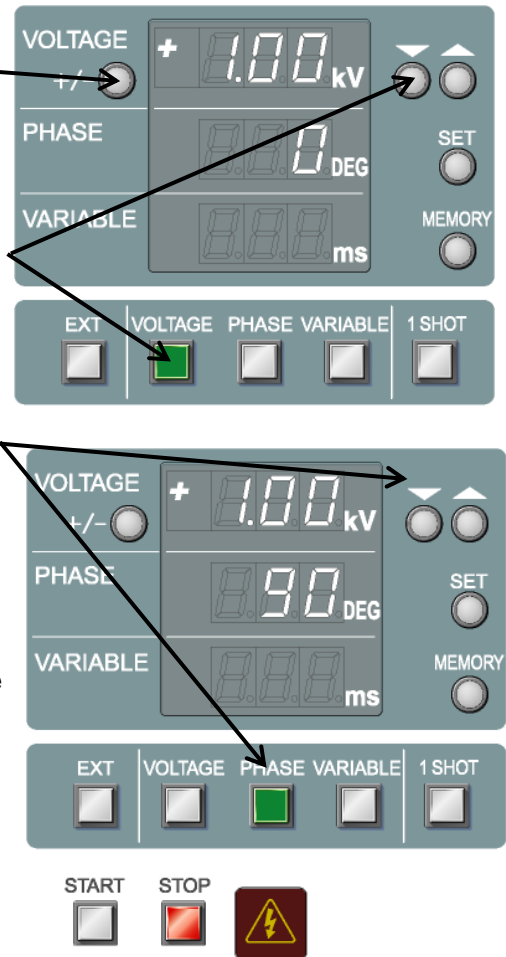 VOLTAGE
+/-
+ 1.00 kV
PHASE
0 DEG
SET
VARIABLE
ms
MEMORY
EXT VOLTAGE PHASE VARIABLE 1 SHOT
VOLTAGE
+/-
+ 1.00 kV
PHASE
90 DEG
SET
VARIABLE
ms
MEMORY
e
EXT VOLTAGE PHASE VARIABLE 1 SHOT
START STOP